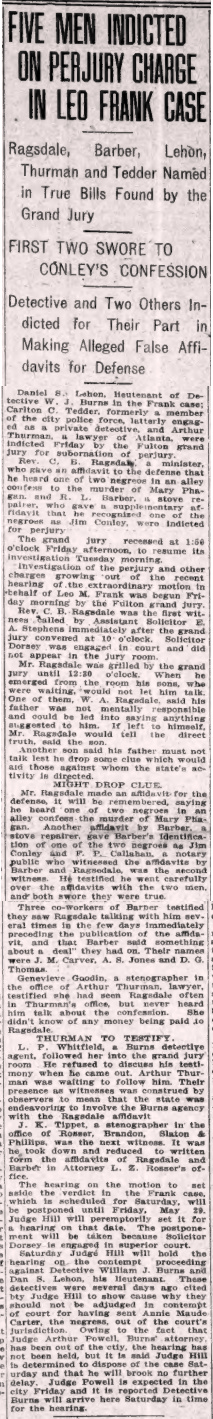 FIVE MEN INDICTED
ON PERJURY CHARGE
IN LEO FRANK CASE
Ragsdale, Barber, Lehon,
Thurman and Tedder Named
in True Bills Found by the
Grand Jury
FIRST TWO SWORE TO
CONLEY'S CONFESSION
Detective and Two Others In-
dicted for Their Part in
Making Alleged False Affi-
davits for Defense
Daniel S. Lehon, lieutenant of De-
tective W. J. Burns in the Frank case;
Carlton C. Tedder, formerly a member
of the city police force, latterly engag-
ed as a private detective, and Arthur
Thurman, a lawyer of Atlanta, were
indicted Friday by the Fulton grand
jury for subornation of perjury.
Rev. C. B. Ragsdale, a minister,
who gave an affidavit to the defense that
he heard one of two negroes in an alley
confess the murder of Mary Pha-
gan, and R. L. Barber, a stove re-
pairer, who gave a supplementary af-
fidavit that he recognized one of the
negroes as Jim Conley, were indicted
for perjury
The grand jury recessed at 1:50
o'clock Friday afternoon, to resume its
investigation Tuesday morning.
Investigation of the perjury and other
charges growing out of the recent
hearing of the extraordinary motion in
behalf of Leo M. Frank was begun Fri-
day morning by the Fulton grand jury.
Rev. C. B. Ragsdale was the first wit-
ness called by Assistant Solicitor E.
A. Stephens immediately after the grand
jury convened at 10 o'clock. Solicitor
Dorsey was engaged in court and did
not appear in the jury room.
Mr. Ragsdale was grilled by the grand
jury until 12:30 o'clock. When he
emerged from the room his sons, who
were waiting, would not let him talk.
One of them, W. A. Ragsdale, said his
father was not mentally responsible
and could be led into saying anything
suggested to him. If left to himself,
Mr. Ragsdale would tell the direct
truth, said the son.
Another son said his father must not
talk lest he drop some clue which would
aid those against whom the state's ac-
tivity is directed.
MIGHT DROP CLUE.
Mr. Ragsdale made an affidavit for the
defense, it will be remembered, saying
he heard one of two negroes in an
alley confess the murder of Mary Pha-
gan. Another affidavit by Barber, a
stove repairer, gave Barber's identifica-
tion of one of the two negroes as Jim
Conley and F. P. Callahan, a notary
public who witnessed the affidavits by
Barber and Ragsdale, was the second
witness. He testified he went carefully
over the affidavits with the two men,
and both swore they were true.
Three co-workers of Barber testified
they saw Ragsdale talking with him sev-
eral times in the few days immediately
preceding the publication of the affida-
vit, and that Barber said something
about a deal they had on. Their names
were J. M. Carver, A. S. Jones and D. G.
Thomas.
Genevieve Goodin, a stenographer in
the office of Arthur Thurman, lawyer,
testified she had seen Ragsdale often
in Thurman's office, but never heard
him talk about the confession. She
didn't know of any money being paid to
Ragsdale.
THURMAN TO TESTIFY.
L. P. Whitfield, a Burns detective
agent, followed her into the grand jury
room He refused to discuss his testi-
mony when he came out. Arthur Thur-
man was waiting to follow him. Their
presence as witnesses was construed by
observers to mean that the state was
endeavoring to involve the Burns agency
with the Ragsdale affidavit
J. K. Tippet, a stenographer in the
office of Rosser, Brandon, Slaton &
Phillips, was the next witness. It was
he took down and reduced to written
form the affidavits of Ragsdale and
Barber in Attorney L. Z. Rosser's of-
fice.
The hearing on the motion to set
aside the verdict in the Frank case,
which is scheduled for Saturday, will
be postponed until Friday, May 29.
Judge Hill will peremptorily set it for
a hearing on that date. The postpone-
ment will be taken because Solicitor
Dorsey is engaged in superior court.
Saturday Judge Hill will hold the
hearing on the contempt proceeding
against Detective William J. Burns and
Dan S. Lehon, his lieutenant. These
detectives were several days ago cited
by Judge Hill to show cause why they
should not be adjudged in contempt
of court for having sent Annie Maude
Carter, the negress, out of the court's
jurisdiction. Owing to the fact that
Judge Arthur Powell, Burns' attorney,
has been out of the city, the hearing has
not been held, but it is said Judge Hill
is determined to dispose of the case Sat-
urday and that he will brook no further
delay. Judge Powell is expected in the
city Friday and it is reported Detective
Burns will arrive here Saturday in time
for the hearing.